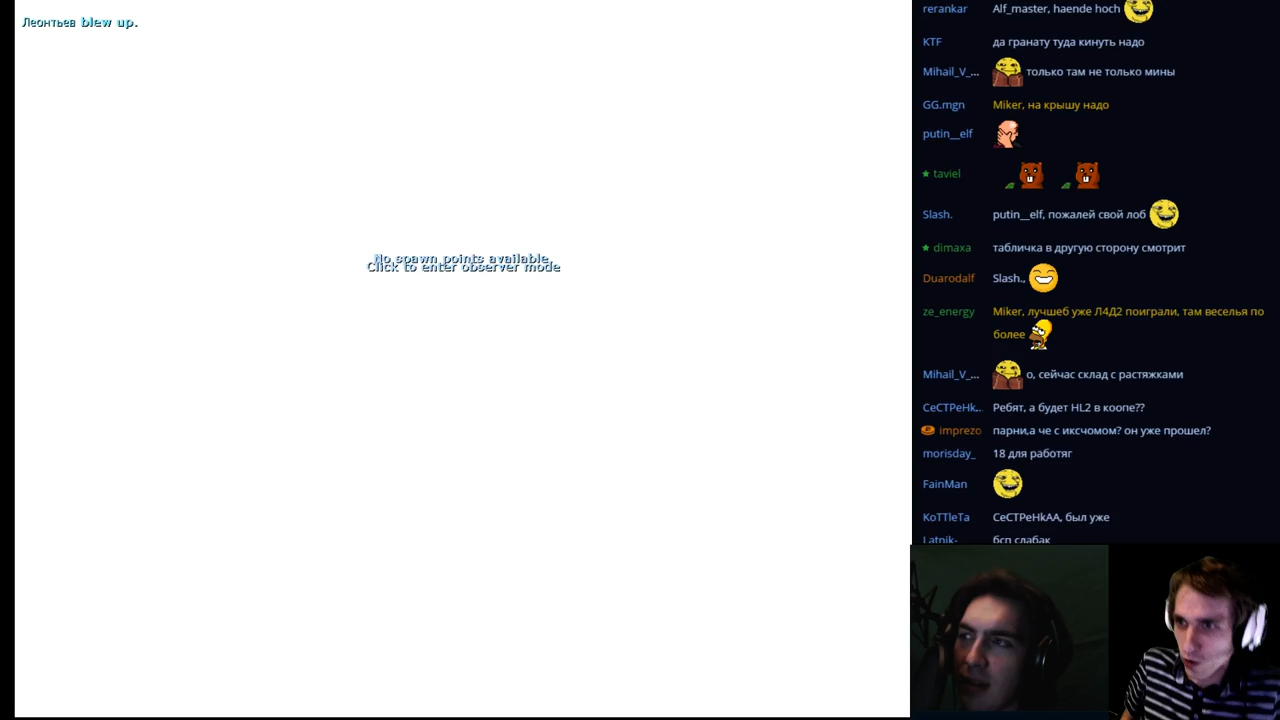 Леонтьев blew up.
No spawn points available.
Click to enter observer mode
rerankar Alf_master, haende hoch
KTF да гранату туда кинуть надо
Mihail_V_... только там не только мины
GG.mgn Miker, на крышу надо
putin__elf
taviel
Slash. putin__elf, пожалей свой лоб
dimaxa табличка в другую сторону смотрит
Duarodalf Slash.,
ze_energy Miker, лучшеб уже Л4Д2 поиграли, там веселья по
более
Mihail_V_... о, сейчас склад с растяжками
CeCTPeHk... Ребят, а будет HL2 в коопе??
imprezo парни,а че с иксчомом? он уже прошел?
morisday_ 18 для работяг
FainMan
KoTTleTa CeCTPeHkAA, был уже
Latnik- бсп слабак